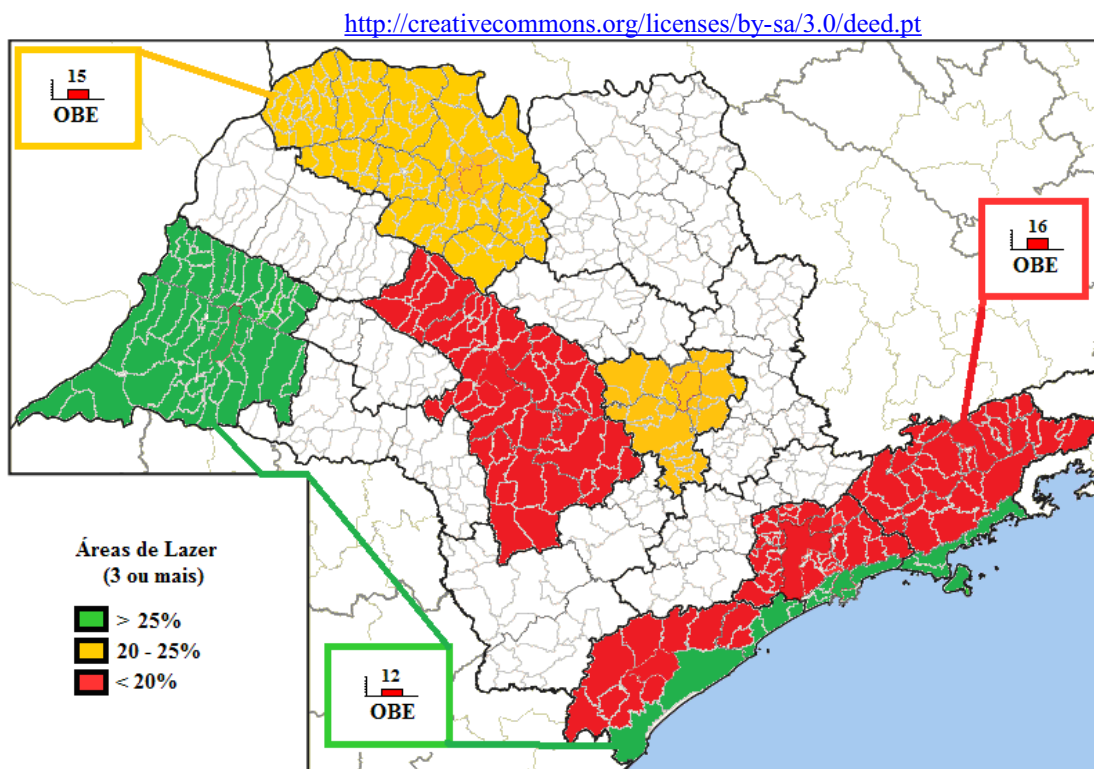 http://creativecommons.org/licenses/by-sa/3.0/deed.pt
15
OBE
16
OBE
Áreas de Lazer
(3 ou mais)
> 25%
20 - 25%
< 20%
12
OBE